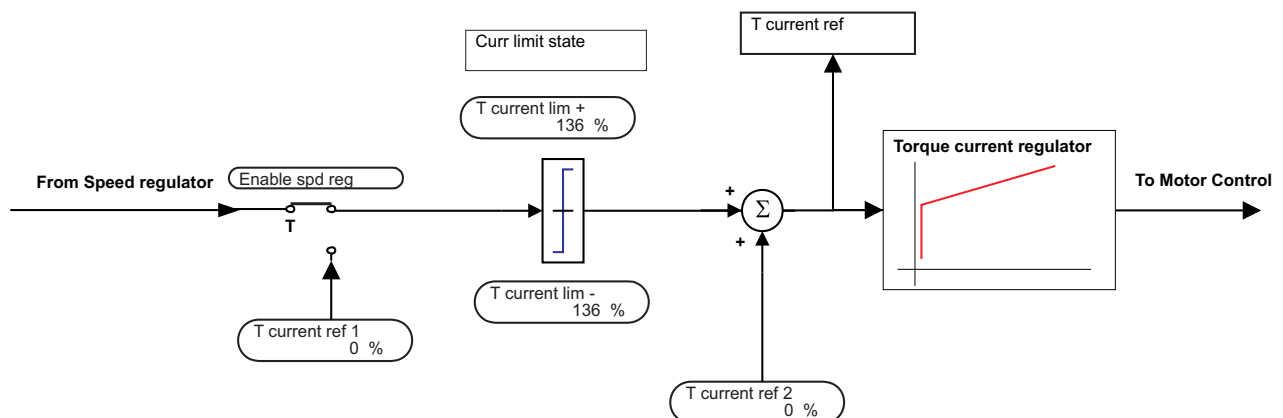 Curr limit state
T current ref
T current lim +
136 %
Torque current regulator
From Speed regulator
Enable spd reg
To Motor Control
+
Σ
T
+
T current lim -
136 %
T current ref 1
0 %
T current ref 2
0 %